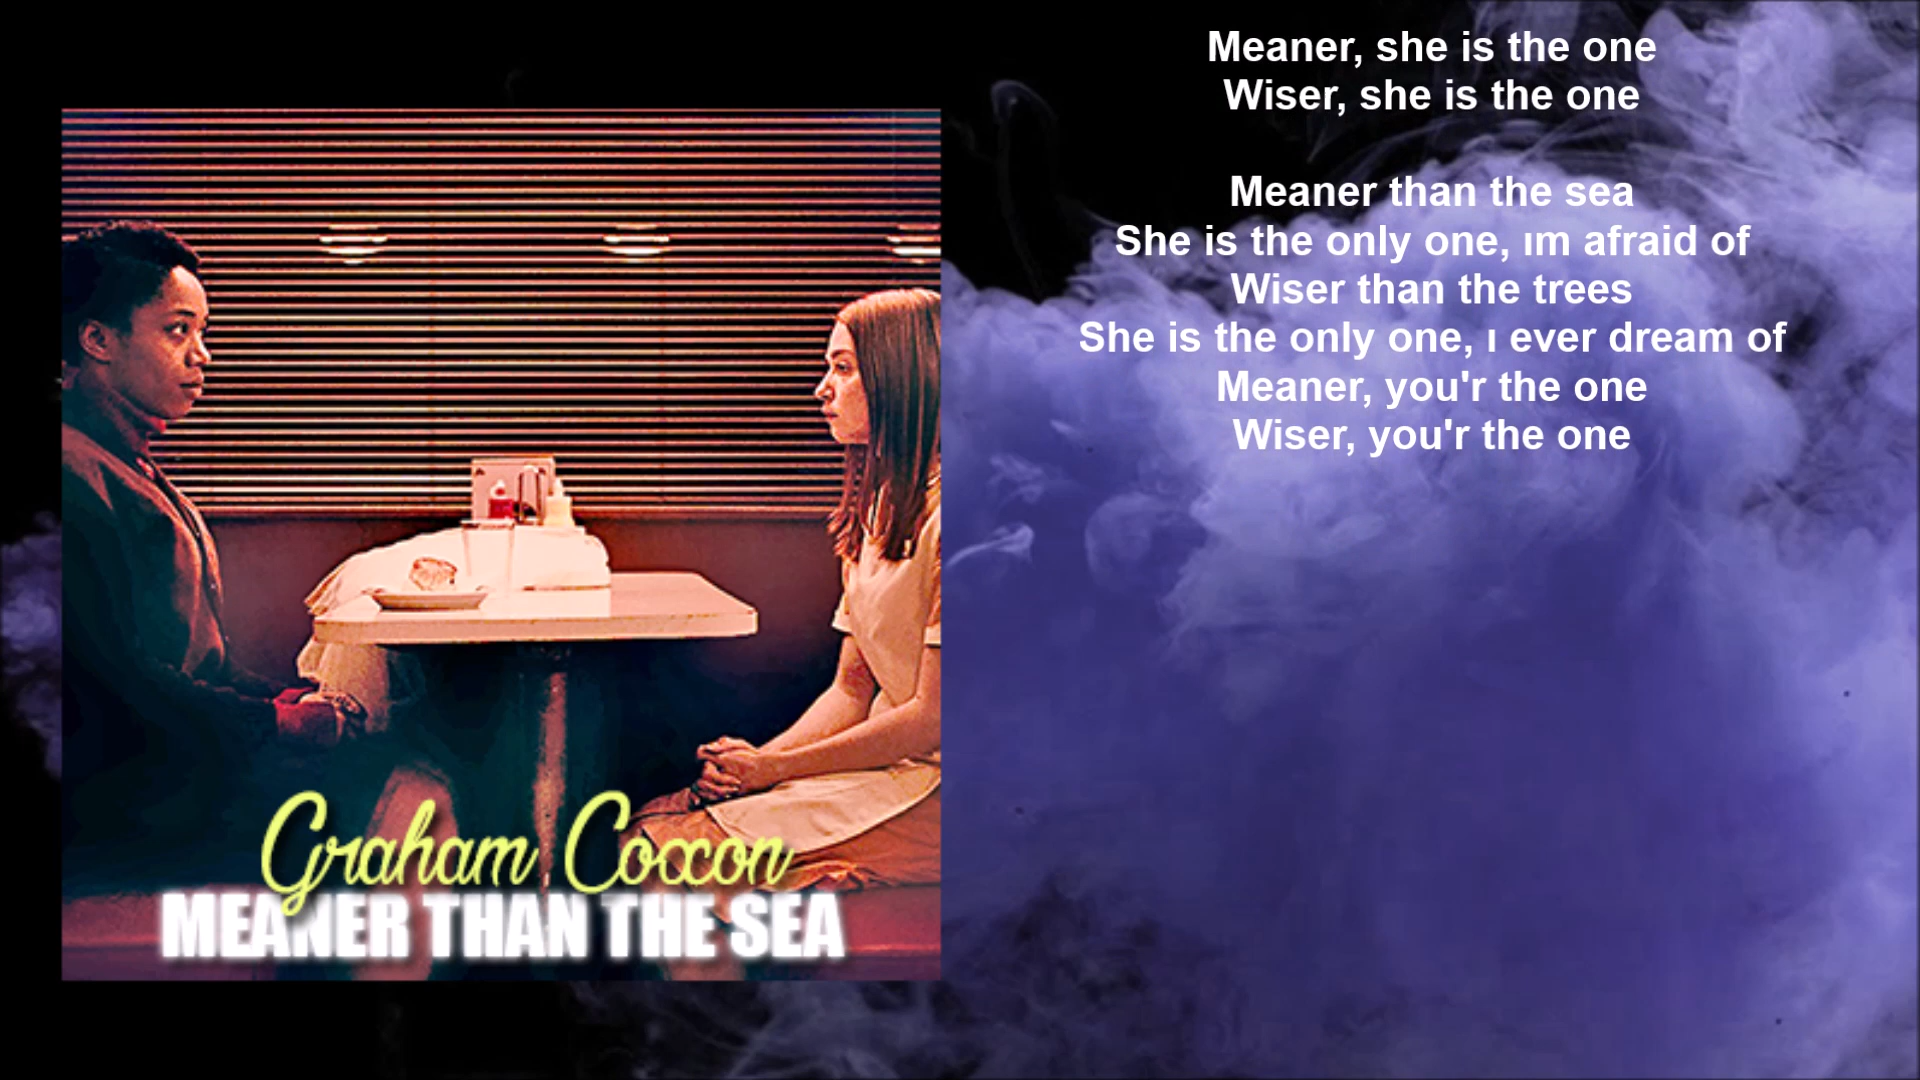 Meaner, she is the one
Wiser, she is the one
Meaner than the sea
She is the only one, ım afraid of
Wiser than the trees
She is the only one, ı ever dream of
Meaner, you'r the one
Wiser, you'r the one
Graham Coxon
MEANER THAN THE SEA